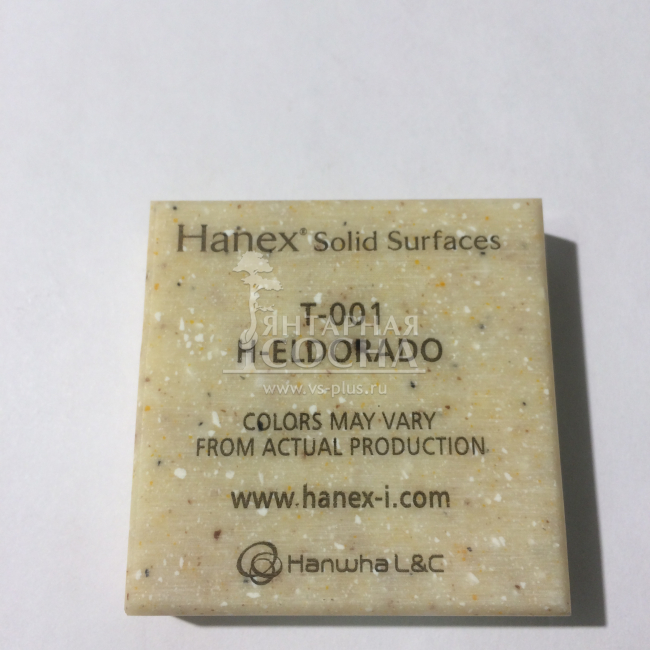 Hanex® Solid Surfaces
T-001
ЯНТАРНАЯ
H-ELDORADO
СОСНА
www.vs-plus.ru
COLORS MAY VARY
FROM ACTUAL PRODUCTION
www.hanex-i.com
Hanwha L&C